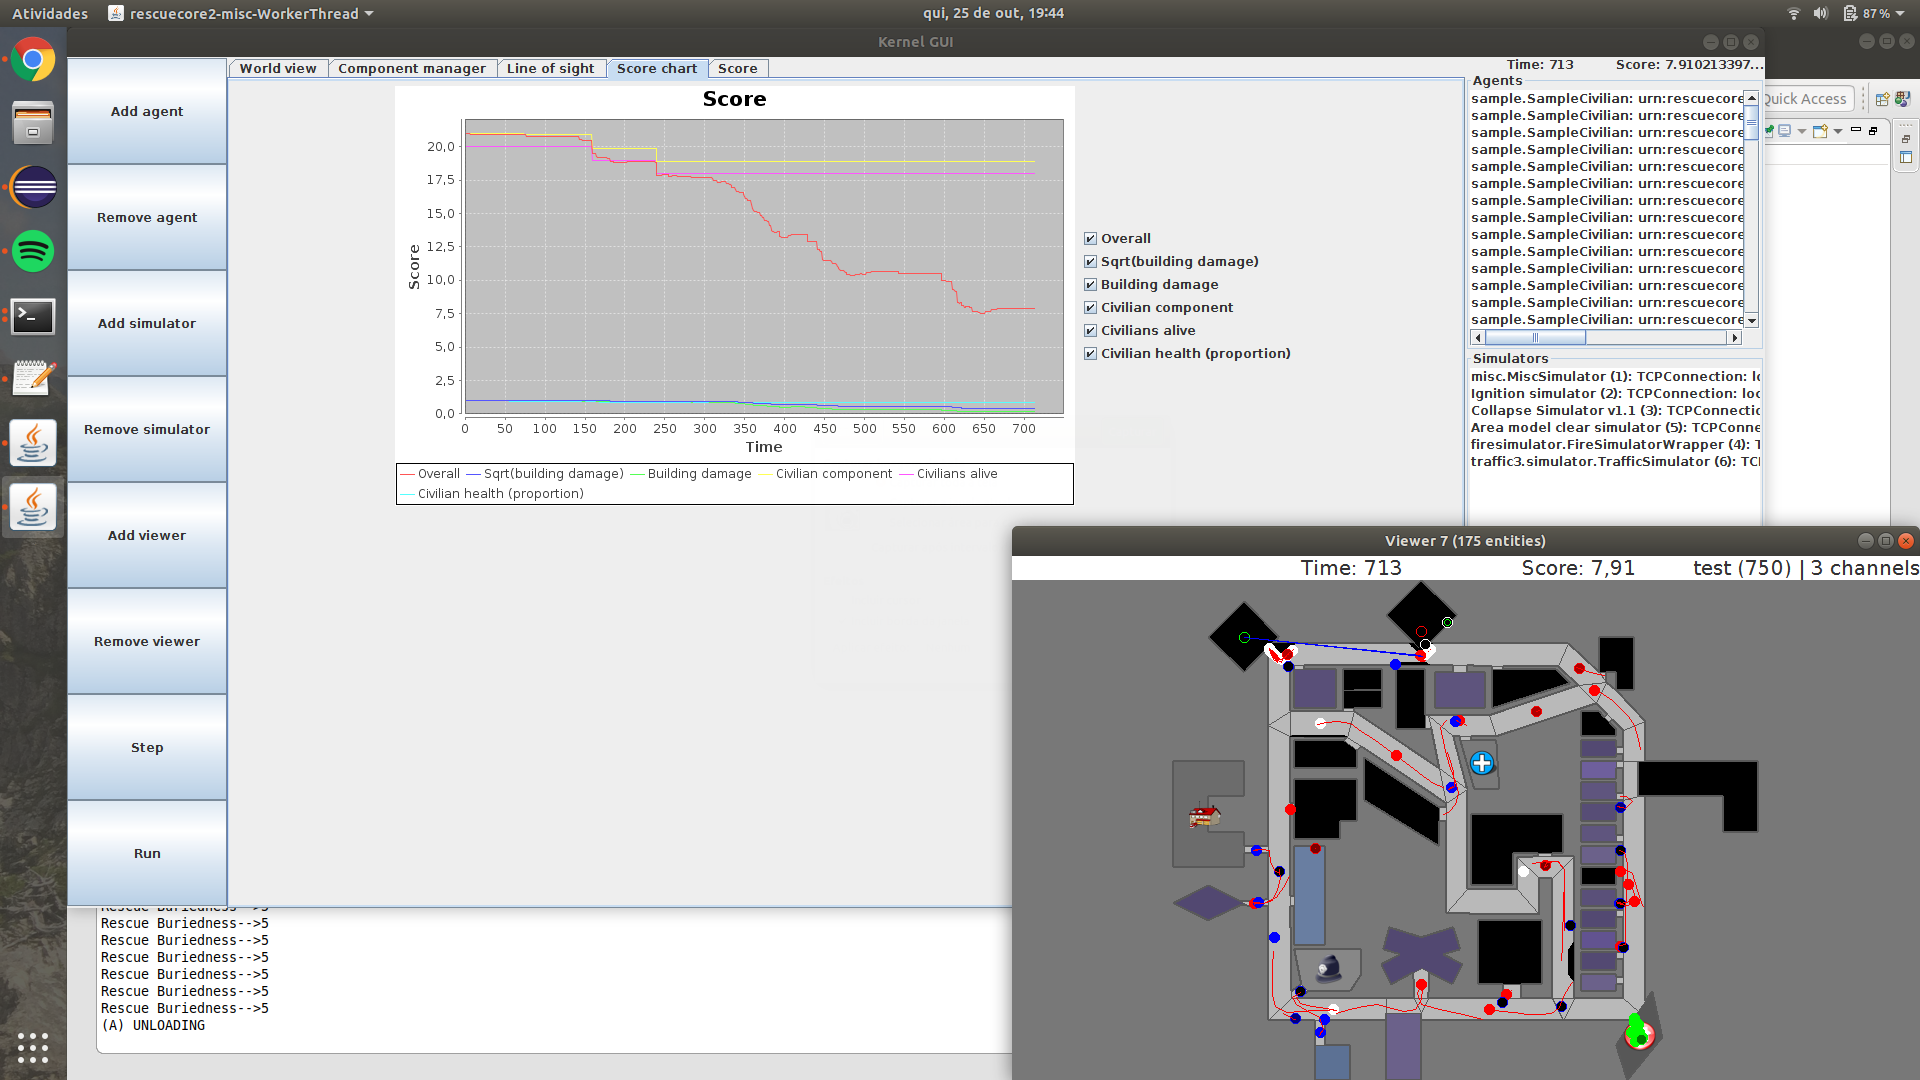 Atividades
rescuecore2-misc-WorkerThread
qui, 25 de out, 19:44
87 %
Kernel GUI
Add agent
Remove agent
Add simulator
Remove simulator
Add viewer
Remove viewer
Step
Run
World view
Component manager
Line of sight
Score chart
Score
Time: 713
Score: 7.910213397...
Score
Score
20,0
17,5
15,0
12,5
10,0
7,5
5,0
2,5
0,0
0 50 100 150 200 250 300 350 400 450 500 550 600 650 700
Time
Overall Sqrt(building damage) Building damage Civilian component Civilians alive
Civilian health (proportion)
Overall
Sqrt(building damage)
Building damage
Civilian component
Civilians alive
Civilian health (proportion)
Agents
sample.SampleCivilian: urn:rescuecore
sample.SampleCivilian: urn:rescuecore
sample.SampleCivilian: urn:rescuecore
sample.SampleCivilian: urn:rescuecore
sample.SampleCivilian: urn:rescuecore
sample.SampleCivilian: urn:rescuecore
sample.SampleCivilian: urn:rescuecore
sample.SampleCivilian: urn:rescuecore
sample.SampleCivilian: urn:rescuecore
sample.SampleCivilian: urn:rescuecore
sample.SampleCivilian: urn:rescuecore
sample.SampleCivilian: urn:rescuecore
sample.SampleCivilian: urn:rescuecore
sample.SampleCivilian: urn:rescuecore
Simulators
misc.MiscSimulator (1): TCPConnection: lo
Ignition simulator (2): TCPConnection: loc
Collapse Simulator v1.1 (3): TCPConnectio
Area model clear simulator (5): TCPConne
firesimulator.FireSimulatorWrapper (4): T
traffic3.simulator.TrafficSimulator (6): TCI
Quick Access
Viewer 7 (175 entities)
Time: 713
Score: 7,91
test (750) | 3 channels
Rescue Buriedness-->5
Rescue Buriedness-->5
Rescue Buriedness-->5
Rescue Buriedness-->5
Rescue Buriedness-->5
Rescue Buriedness-->5
Rescue Buriedness-->5
(A) UNLOADING